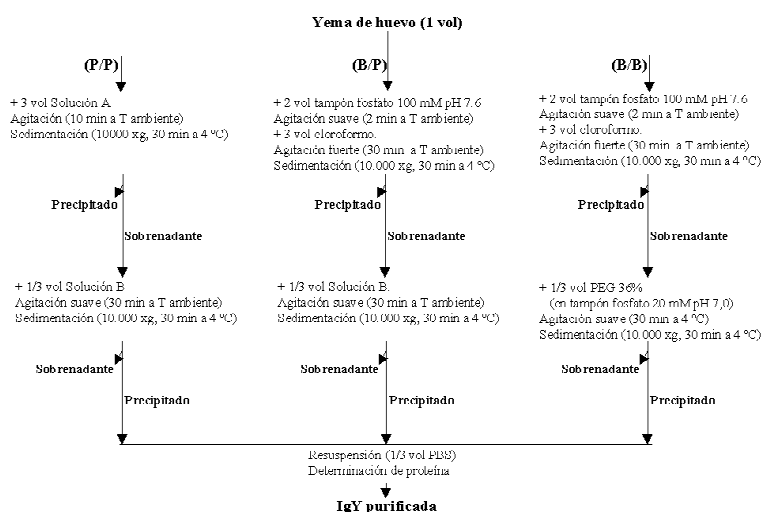 Yema de huevo (1 vol)
(P/P)
+ 3 vol Solución A
Agitación (10 min a T ambiente)
Sedimentación (10000 xg, 30 min a 4 ºC)
Precipitado
Sobrenadante
+ 1/3 vol Solución B
Agitación suave (30 min a T ambiente)
Sedimentación (10.000 xg, 30 min a 4 ºC)
Sobrenadante
Precipitado
(B/P)
+ 2 vol tampón fosfato 100 mM pH 7.6
Agitación suave (2 min a T ambiente)
+ 3 vol cloroformo.
Agitación fuerte (30 min a T ambiente)
Sedimentación (10.000 xg, 30 min a 4 ºC)
Precipitado
Sobrenadante
+ 1/3 vol Solución B.
Agitación suave (30 min a T ambiente)
Sedimentación (10.000 xg, 30 min a 4 ºC)
Sobrenadante
Precipitado
(B/B)
+ 2 vol tampón fosfato 100 mM pH 7.6
Agitación suave (2 min a T ambiente)
+ 3 vol cloroformo.
Agitación fuerte (30 min a T ambiente)
Sedimentación (10.000 xg, 30 min a 4 ºC)
Precipitado
Sobrenadante
+ 1/3 vol PEG 36%
(en tampón fosfato 20 mM pH 7,0)
Agitación suave (30 min a 4 ºC)
Sedimentación (10.000 xg, 30 min a 4 ºC)
Sobrenadante
Precipitado
Resuspensión (1/3 vol PBS)
Determinación de proteína
IgY purificada